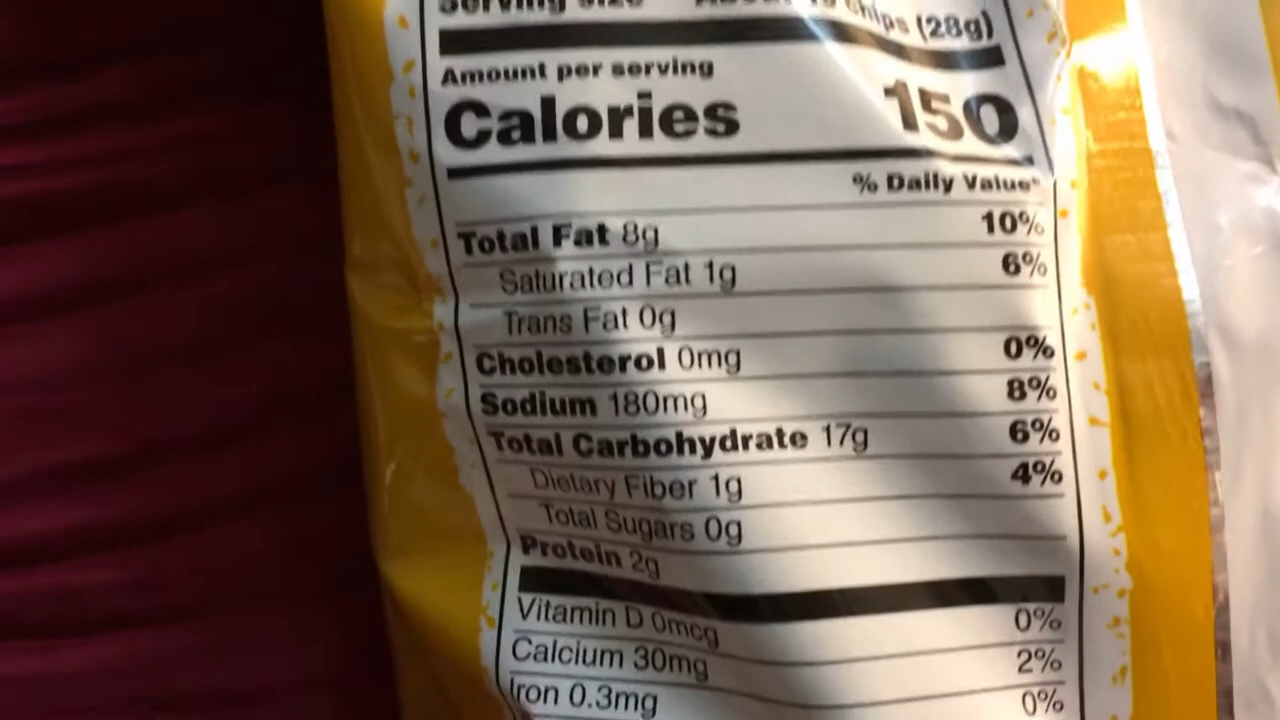 Serving size About chips (28g)
Amount per serving
Calories 150
% Daily Value*
Total Fat 8g 10%
Saturated Fat 1g 6%
Trans Fat 0g
Cholesterol 0mg 0%
Sodium 180mg 8%
Total Carbohydrate 17g 6%
Dietary Fiber 1g 4%
Total Sugars 0g
Protein 2g
Vitamin D 0mcg 0%
Calcium 30mg 2%
Iron 0.3mg 0%